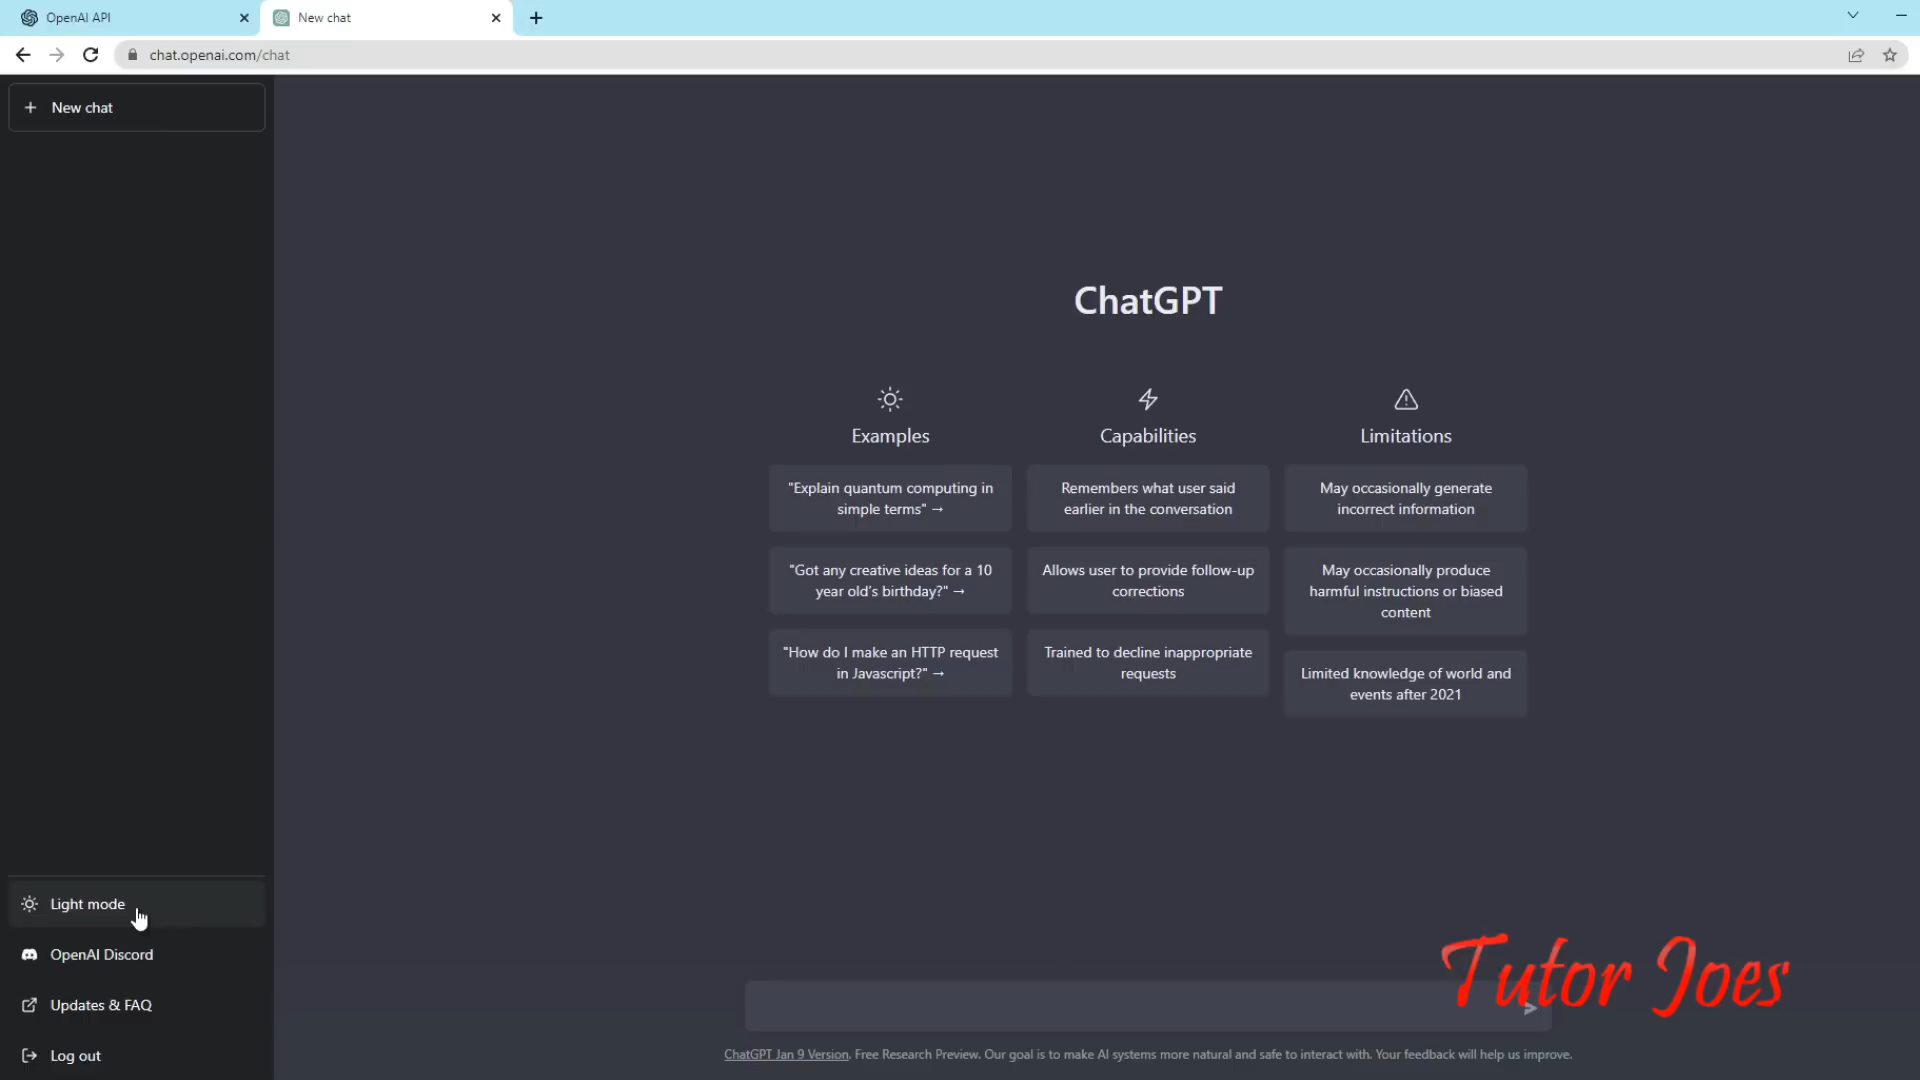 OpenAI API
New chat
chat.openai.com/chat
New chat
ChatGPT
Examples
Capabilities
Limitations
"Explain quantum computing in
simple terms" →
Remembers what user said
earlier in the conversation
May occasionally generate
incorrect information
"Got any creative ideas for a 10
year old's birthday?" →
Allows user to provide follow-up
corrections
May occasionally produce
harmful instructions or biased
content
"How do I make an HTTP request
in Javascript?" →
Trained to decline inappropriate
requests
Limited knowledge of world and
events after 2021
Light mode
OpenAI Discord
Updates & FAQ
Log out
Tutor Joes
ChatGPT Jan 9 Version. Free Research Preview. Our goal is to make AI systems more natural and safe to interact with. Your feedback will help us improve.